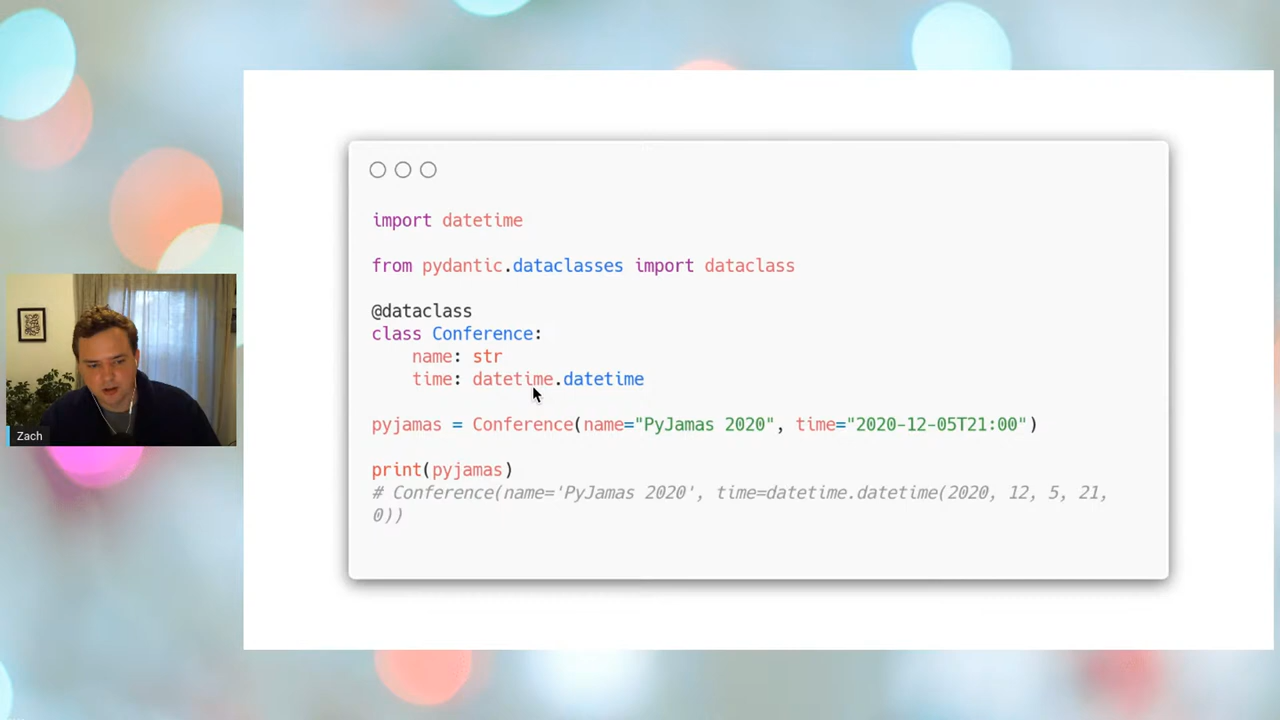 import datetime
from pydantic.dataclasses import dataclass
@dataclass
class Conference:
    name: str
    time: datetime.datetime
pyjamas = Conference(name="PyJamas 2020", time="2020-12-05T21:00")
print(pyjamas)
# Conference(name='PyJamas 2020', time=datetime.datetime(2020, 12, 5, 21,
0))
Zach